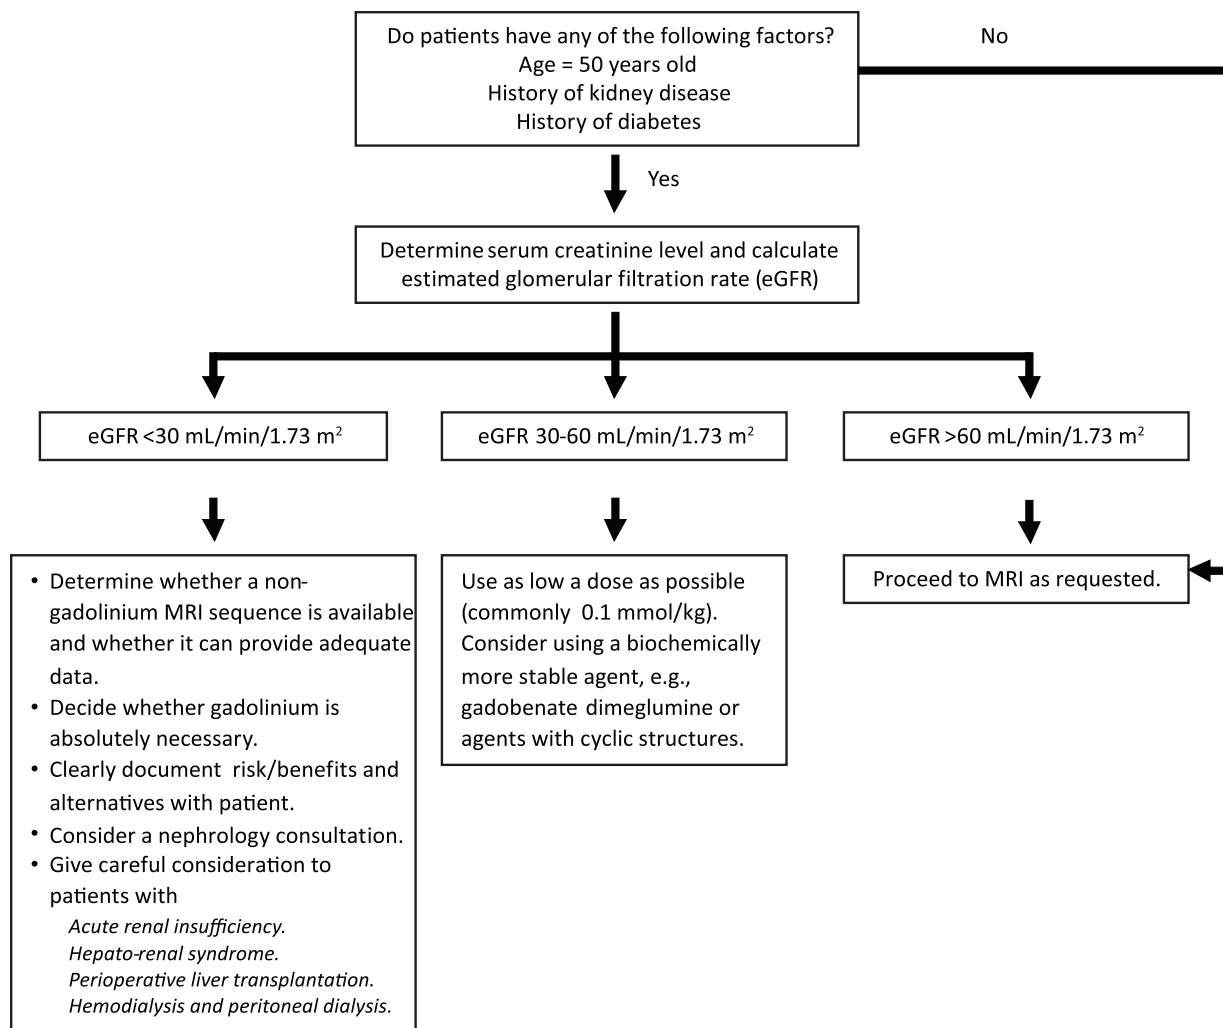 Do patients have any of the following factors?
Age = 50 years old
History of kidney disease
History of diabetes
No
Yes
Determine serum creatinine level and calculate
estimated glomerular filtration rate (eGFR)
eGFR <30 mL/min/1.73 m²
eGFR 30-60 mL/min/1.73 m²
eGFR >60 mL/min/1.73 m²
• Determine whether a non-
gadolinium MRI sequence is available
and whether it can provide adequate
data.
• Decide whether gadolinium is
absolutely necessary.
• Clearly document risk/benefits and
alternatives with patient.
• Consider a nephrology consultation.
• Give careful consideration to
patients with
Acute renal insufficiency.
Hepato-renal syndrome.
Perioperative liver transplantation.
Hemodialysis and peritoneal dialysis.
Use as low a dose as possible
(commonly 0.1 mmol/kg).
Consider using a biochemically
more stable agent, e.g.,
gadobenate dimeglumine or
agents with cyclic structures.
Proceed to MRI as requested.